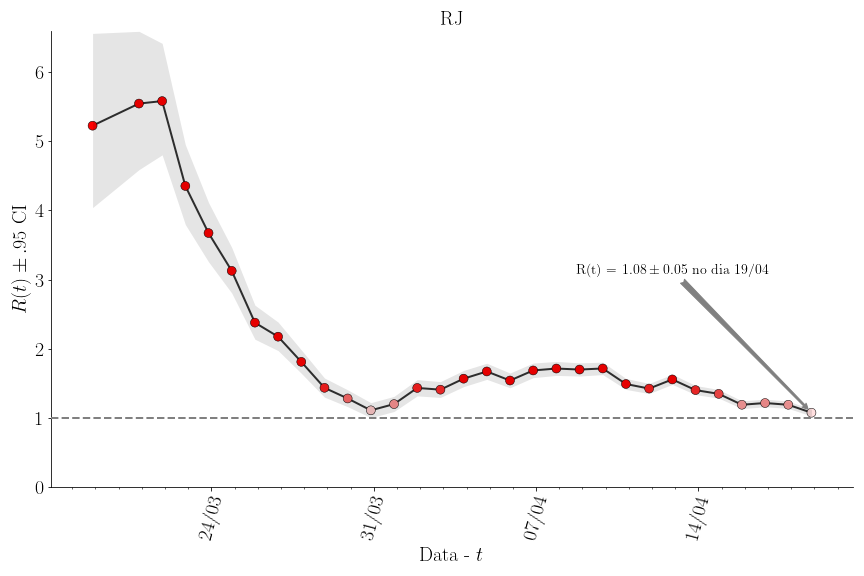 RJ
R(t) ± .95 CI
6
5
4
3
2
1
0
R(t) = 1.08 ± 0.05 no dia 19/04
24/03
31/03
07/04
14/04
Data - t